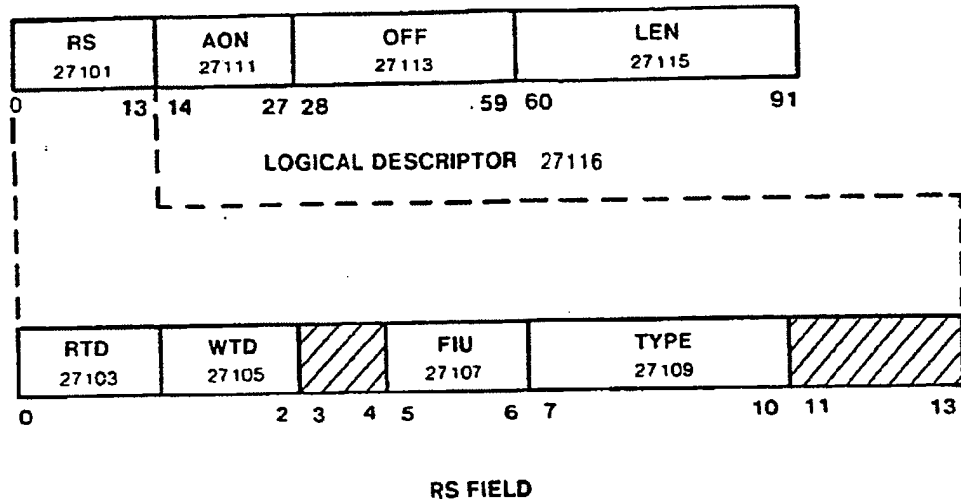 RS AON OFF LEN
27101 27111 27113 27115
0 13 14 27 28 59 60 91
LOGICAL DESCRIPTOR 27116
RTD WTD FIU TYPE
27103 27105 27107 27109
0 2 3 4 5 6 7 10 11 13
RS FIELD